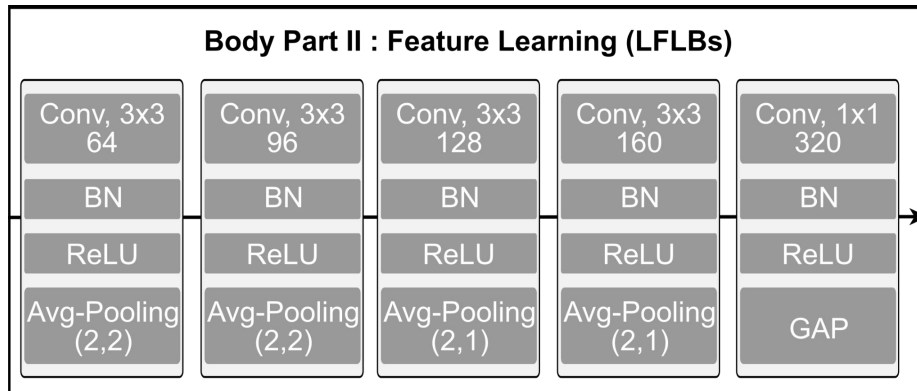 Body Part II : Feature Learning (LFLBs)
Conv, 3x3
64
BN
ReLU
Avg-Pooling
(2,2)
Conv, 3x3
96
BN
ReLU
Avg-Pooling
(2,2)
Conv, 3x3
128
BN
ReLU
Avg-Pooling
(2,1)
Conv, 3x3
160
BN
ReLU
Avg-Pooling
(2,1)
Conv, 1x1
320
BN
ReLU
GAP